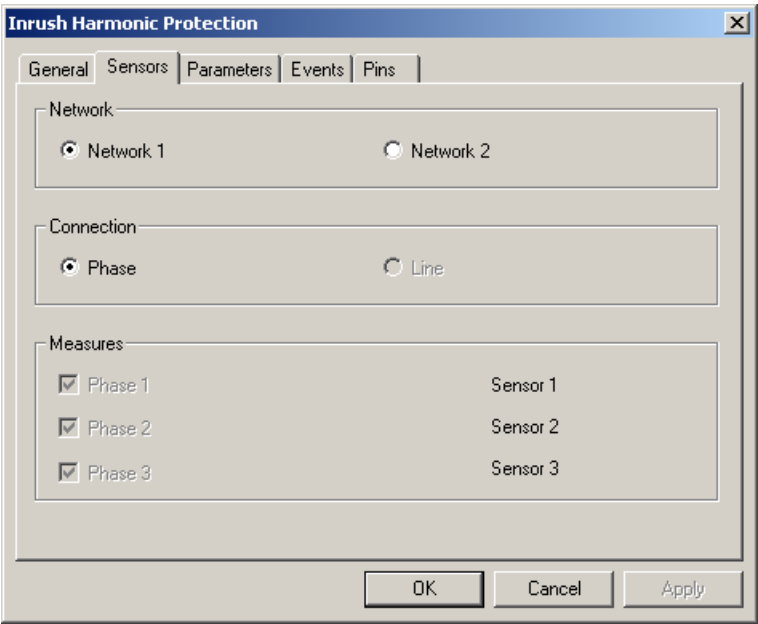 Inrush Harmonic Protection
General Sensors Parameters Events Pins
Network
Network 1 Network 2
Connection
Phase Line
Measures
Phase 1 Sensor 1
Phase 2 Sensor 2
Phase 3 Sensor 3
OK Cancel Apply